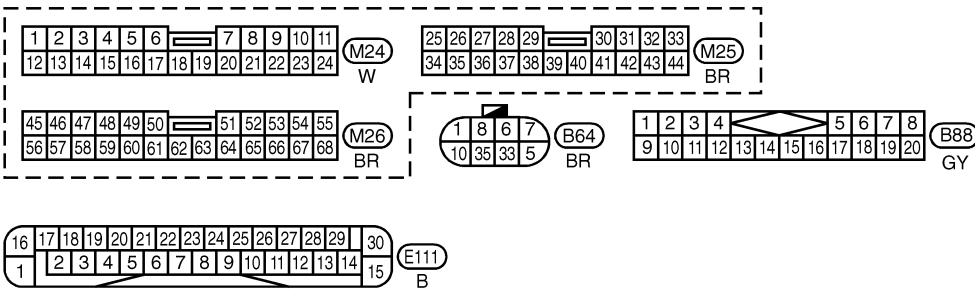 1 2 3 4 5 6 7 8 9 10 11
12 13 14 15 16 17 18 19 20 21 22 23 24
M24
W
25 26 27 28 29 30 31 32 33
34 35 36 37 38 39 40 41 42 43 44
M25
BR
45 46 47 48 49 50 51 52 53 54 55
56 57 58 59 60 61 62 63 64 65 66 67 68
M26
BR
1 8 6 7
10 35 33 5
B64
BR
1 2 3 4 5 6 7 8
9 10 11 12 13 14 15 16 17 18 19 20
B88
GY
16 17 18 19 20 21 22 23 24 25 26 27 28 29 30
1 2 3 4 5 6 7 8 9 10 11 12 13 14 15
E111
B